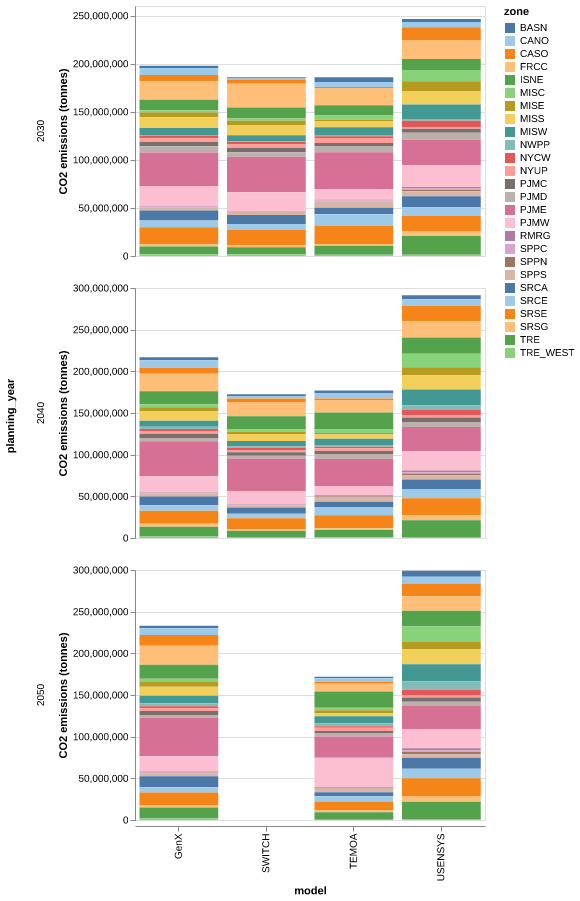 zone
BASN
CANO
CASO
FRCC
ISNE
MISC
MISE
MISS
MISW
NWPP
NYCW
NYUP
PJMC
PJMD
PJME
PJMW
RMRG
SPPC
SPPN
SPPS
SRCA
SRCE
SRSE
SRSG
TRE
TRE_WEST
planning_year
2030
CO2 emissions (tonnes)
250,000,000
200,000,000
150,000,000
100,000,000
50,000,000
0
2040
CO2 emissions (tonnes)
300,000,000
250,000,000
200,000,000
150,000,000
100,000,000
50,000,000
0
2050
CO2 emissions (tonnes)
300,000,000
250,000,000
200,000,000
150,000,000
100,000,000
50,000,000
0
GenX
SWITCH
TEMOA
USENSYS
model